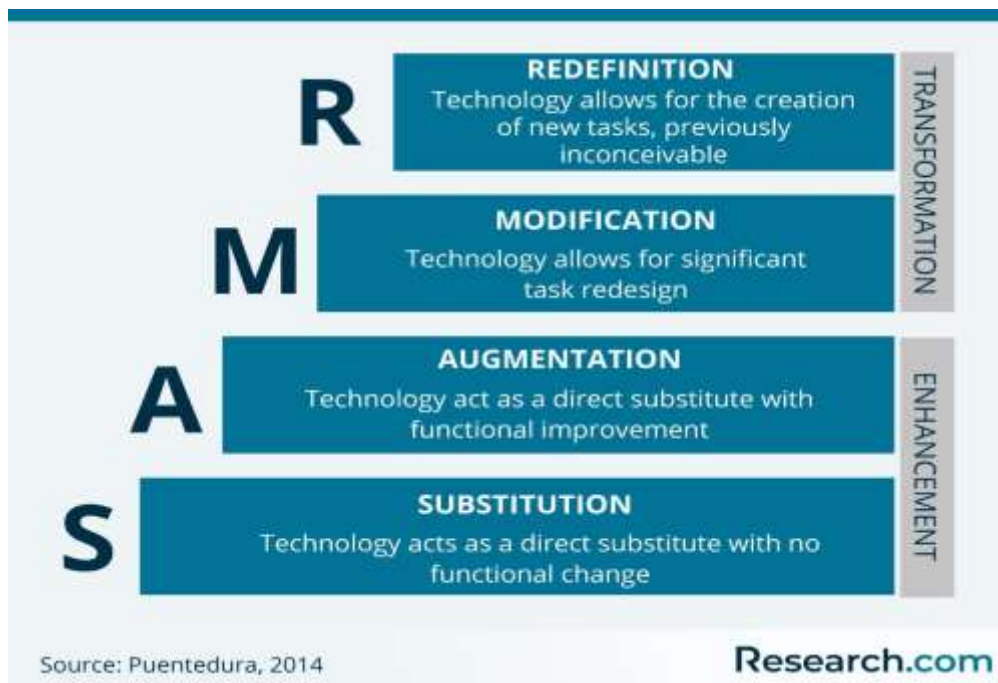 R
REDEFINITION
Technology allows for the creation
of new tasks, previously
inconceivable
M
MODIFICATION
Technology allows for significant
task redesign
TRANSFORMATION
A
AUGMENTATION
Technology act as a direct substitute with
functional improvement
S
SUBSTITUTION
Technology acts as a direct substitute with no
functional change
ENHANCEMENT
Source: Puentedura, 2014
Research.com